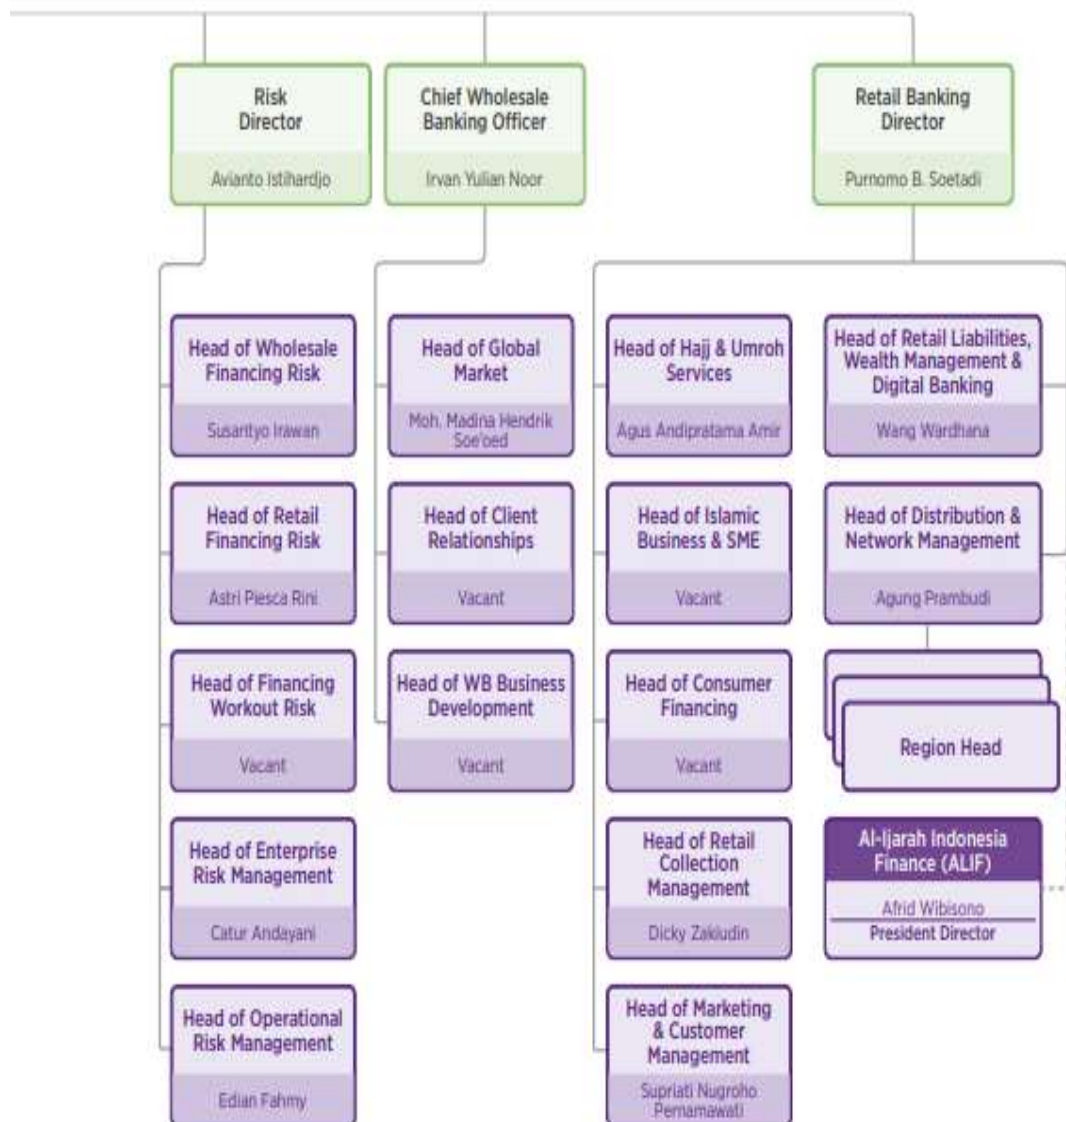 Risk
Director
Avianto Istihardjo
Chief Wholesale
Banking Officer
Irvan Yulian Noor
Retail Banking
Director
Purnomo B. Soetadi
Head of Wholesale
Financing Risk
Susantyo Irawan
Head of Retail
Financing Risk
Astri Piesca Rini
Head of Financing
Workout Risk
Vacant
Head of Enterprise
Risk Management
Catur Andayani
Head of Operational
Risk Management
Edian Fahmy
Head of Global
Market
Moh. Madina Hendrik
Soe'oed
Head of Client
Relationships
Vacant
Head of WB Business
Development
Vacant
Head of Hajj & Umroh
Services
Agus Andipratama Amir
Head of Islamic
Business & SME
Vacant
Head of Consumer
Financing
Vacant
Head of Retail
Collection
Management
Dicky Zakiudin
Head of Marketing
& Customer
Management
Supriati Nugroho
Pernamawati
Head of Retail Liabilities,
Wealth Management &
Digital Banking
Wang Wardhana
Head of Distribution &
Network Management
Agung Prambudi
Region Head
Al-Ijarah Indonesia
Finance (ALIF)
Afrid Wibisono
President Director